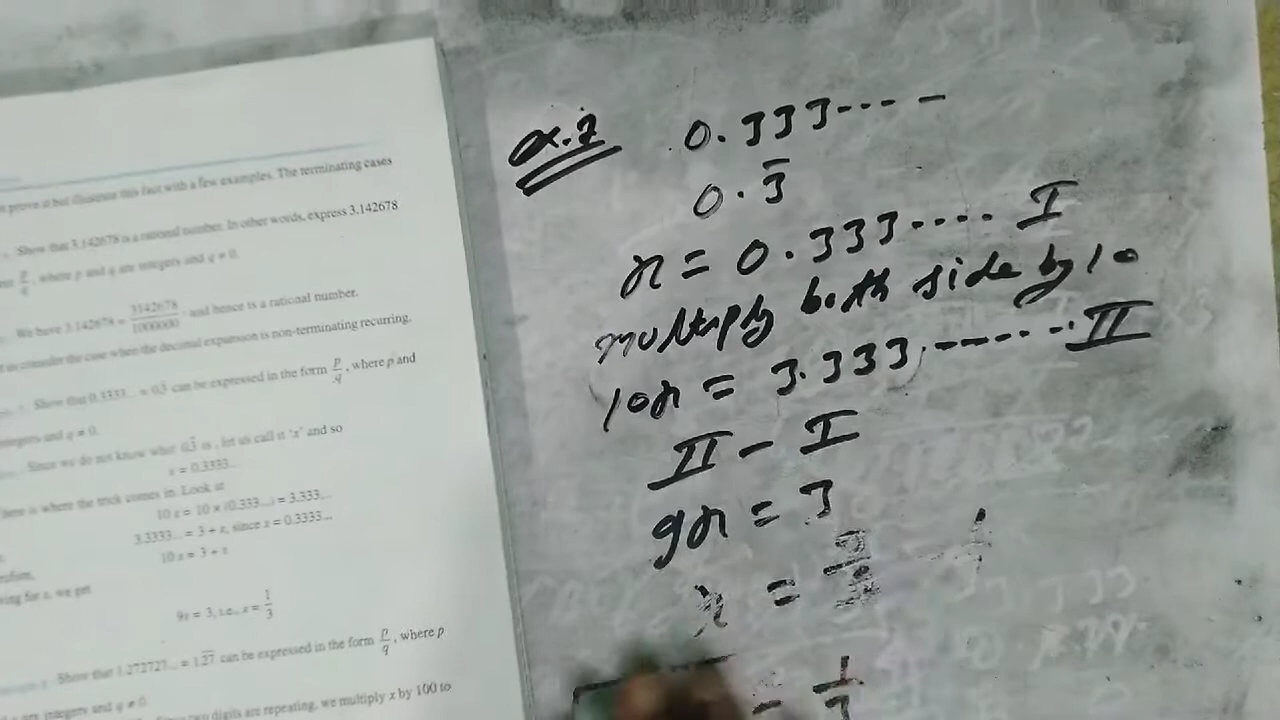 prove it but illustrate this fact with a few examples. The terminating cases
Show that 3.142678 is a rational number. In other words, express 3.142678
p/q, where p and q are integers and q ≠ 0.
We have 3.142678 = 3142678/1000000, and hence is a rational number.
consider the case when the decimal expansion is non-terminating recurring.
Show that 0.3333... = 0.3̅ can be expressed in the form p/q, where p and
integers and q ≠ 0.
Since we do not know what 0.3̅ is, let us call it 'x' and so
x = 0.3333...
here is where the trick comes in. Look at
10 x = 10 × (0.333...) = 3.333...
3.3333... = 3 + x, since x = 0.3333...
10 x = 3 + x
for x, we get
9x = 3, i.e., x = 1/3
Show that 1.272727... = 1.2̅7̅ can be expressed in the form p/q, where p
are integers and q ≠ 0.
two digits are repeating, we multiply x by 100 to
0.333.... -
0.3̅
x = 0.333.... I
multiply both side by 10
10x = 3.333....... II
II - I
9x = 3
x =
= 1/3